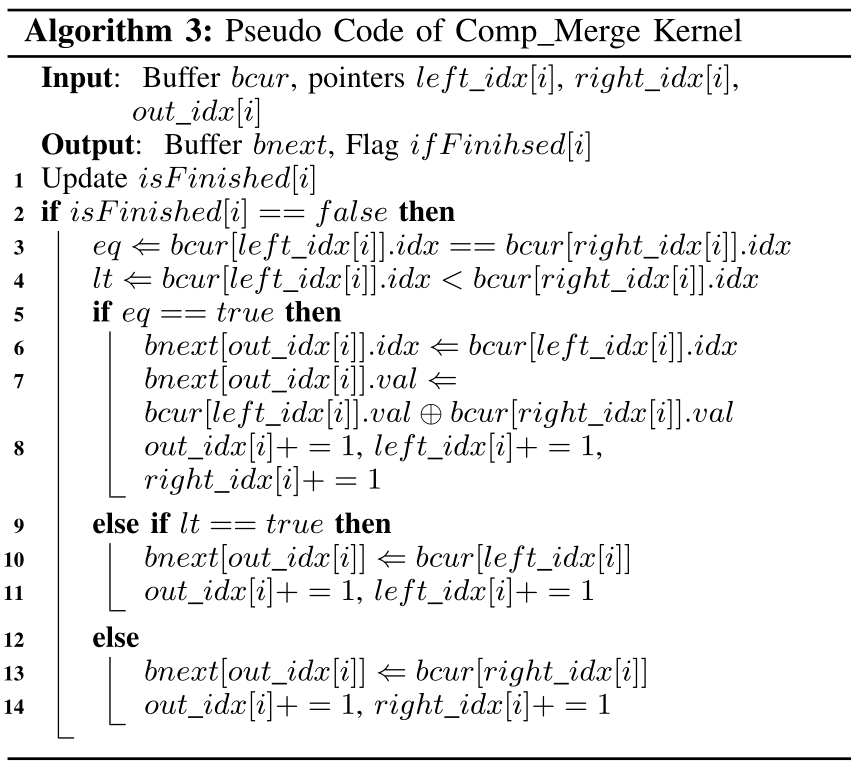 Algorithm 3: Pseudo Code of Comp_Merge Kernel
Input: Buffer bcur, pointers left_idx[i], right_idx[i],
out_idx[i]
Output: Buffer bnext, Flag ifFinihsed[i]
1 Update isFinished[i]
2 if isFinished[i] == false then
3 eq ⇐ bcur[left_idx[i]].idx == bcur[right_idx[i]].idx
4 lt ⇐ bcur[left_idx[i]].idx < bcur[right_idx[i]].idx
5 if eq == true then
6 bnext[out_idx[i]].idx ⇐ bcur[left_idx[i]].idx
7 bnext[out_idx[i]].val ⇐
bcur[left_idx[i]].val ⊕ bcur[right_idx[i]].val
8 out_idx[i]+ = 1, left_idx[i]+ = 1,
right_idx[i]+ = 1
9 else if lt == true then
10 bnext[out_idx[i]] ⇐ bcur[left_idx[i]]
11 out_idx[i]+ = 1, left_idx[i]+ = 1
12 else
13 bnext[out_idx[i]] ⇐ bcur[right_idx[i]]
14 out_idx[i]+ = 1, right_idx[i]+ = 1